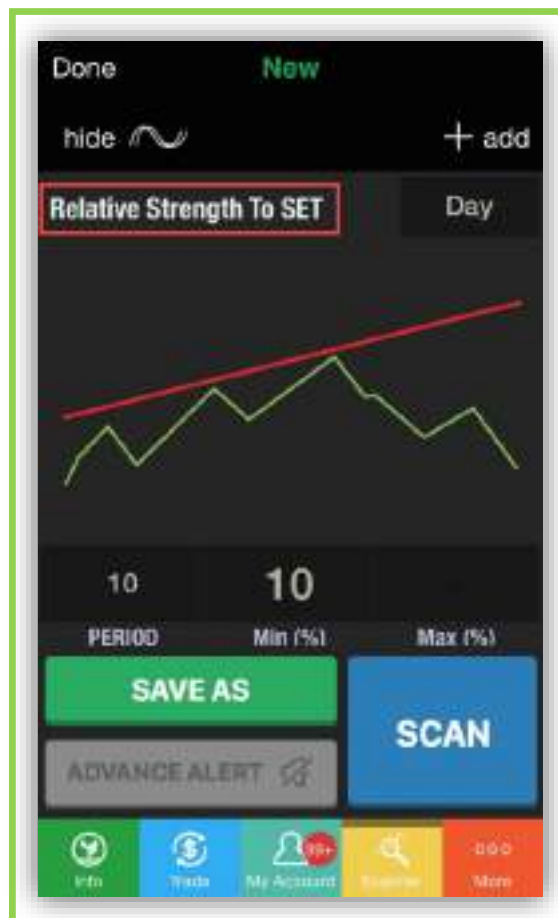 Done New
hide + add
Relative Strength To SET Day
10 10
PERIOD Min (%) Max (%)
SAVE AS
SCAN
ADVANCE ALERT
99+
Info Trade My Account Scanner More